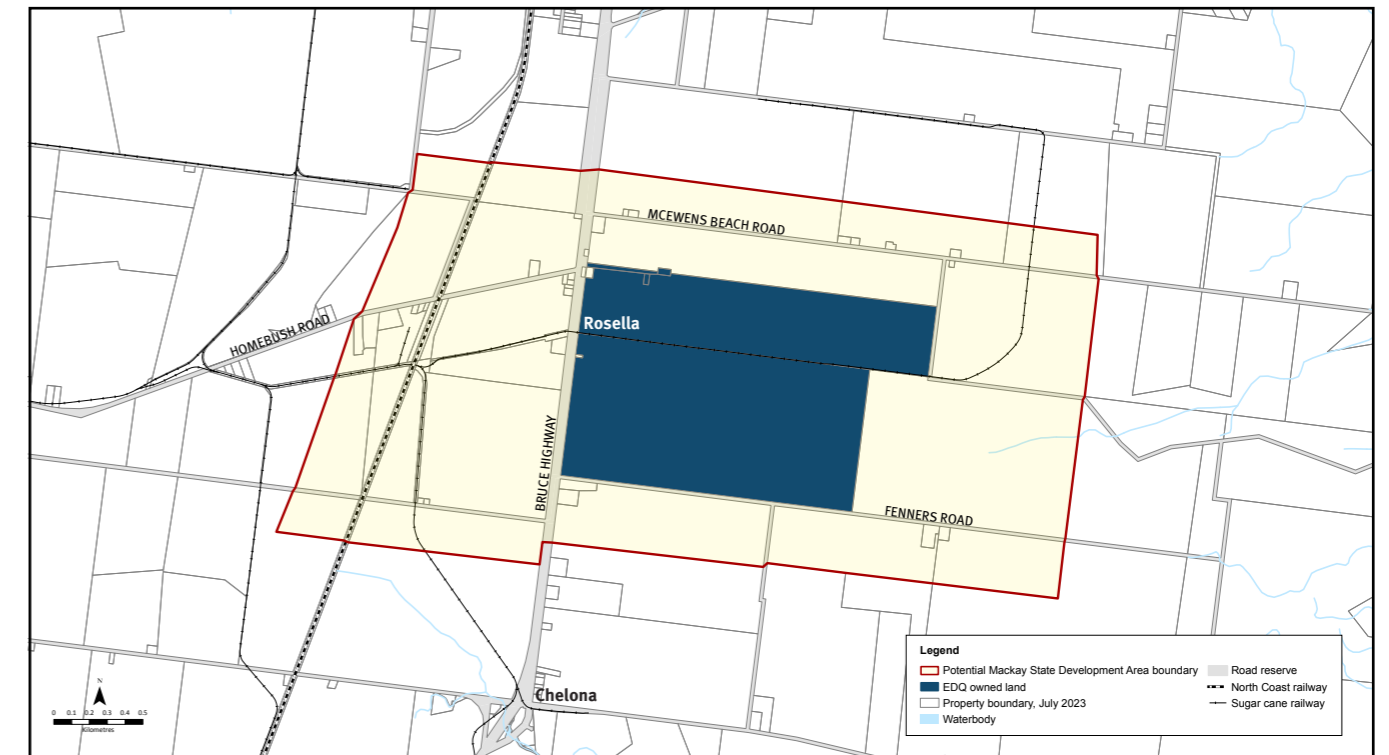 MCEWENS BEACH ROAD
Rosella
HOMEBUSH ROAD
BRUCE HIGHWAY
FENNERS ROAD
Chelona
N
0 0.1 0.2 0.3 0.4 0.5
Kilometres
Legend
Potential Mackay State Development Area boundary
EDQ owned land
Property boundary, July 2023
Waterbody
Road reserve
North Coast railway
Sugar cane railway